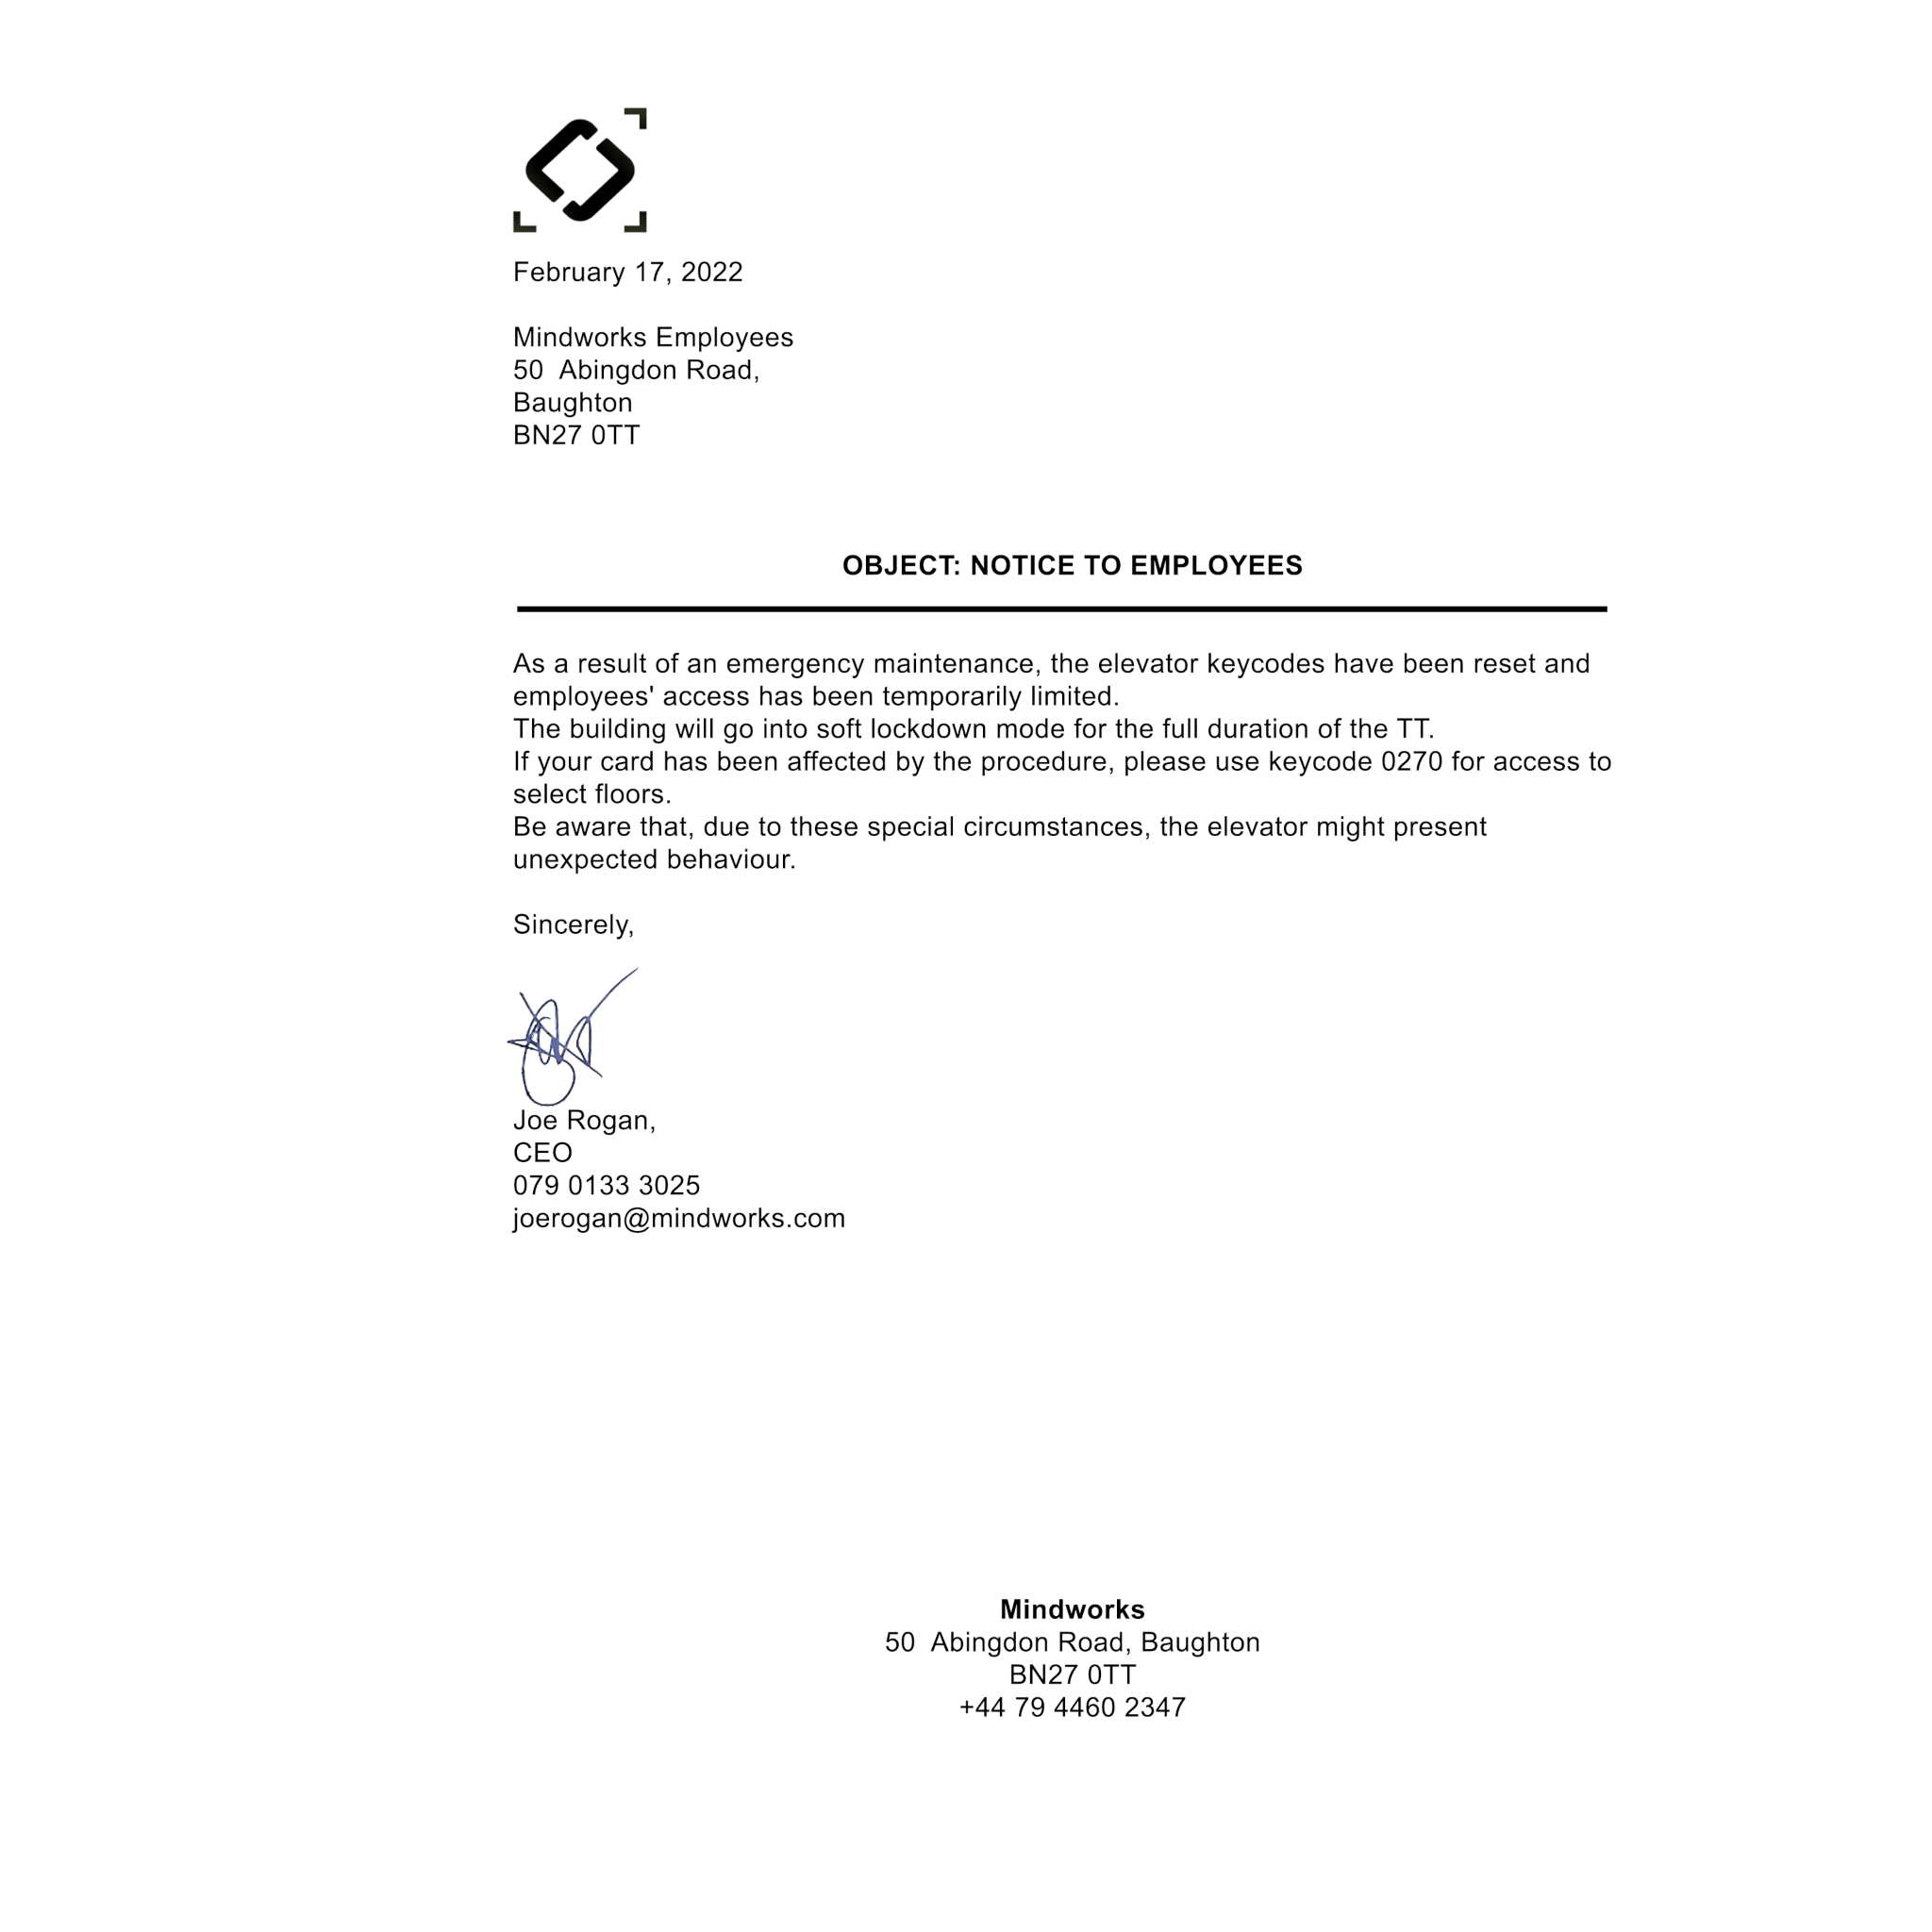 February 17, 2022
Mindworks Employees
50  Abingdon Road,
Baughton
BN27 0TT
OBJECT: NOTICE TO EMPLOYEES
As a result of an emergency maintenance, the elevator keycodes have been reset and
employees' access has been temporarily limited.
The building will go into soft lockdown mode for the full duration of the TT.
If your card has been affected by the procedure, please use keycode 0270 for access to
select floors.
Be aware that, due to these special circumstances, the elevator might present
unexpected behaviour.
Sincerely,
Joe Rogan,
CEO
079 0133 3025
joerogan@mindworks.com
Mindworks
50  Abingdon Road, Baughton
BN27 0TT
+44 79 4460 2347